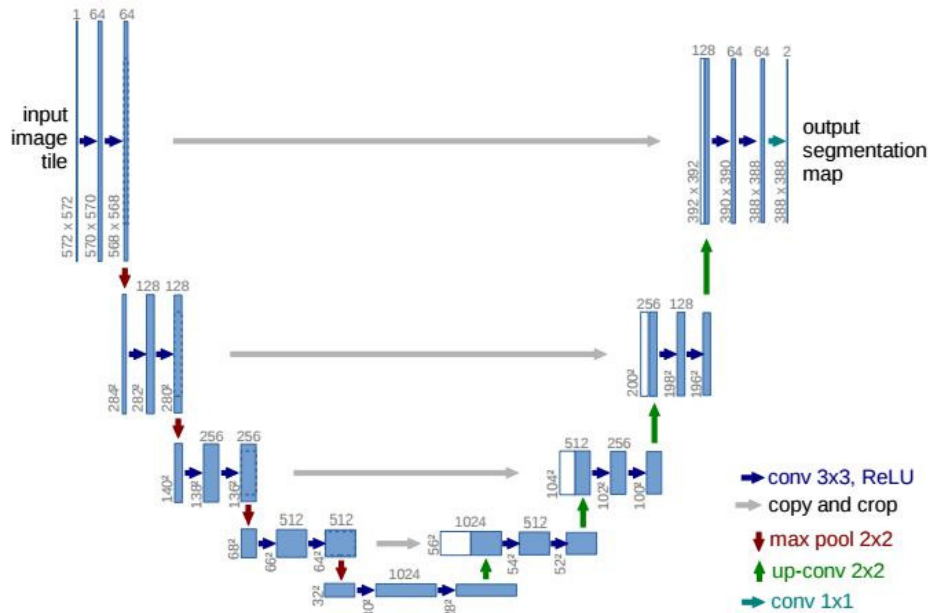 1
64
64
input
image
tile
572 x 572
570 x 570
568 x 568
128
64
64
2
output
segmentation
map
392 x 392
390 x 390
388 x 388
388 x 388
128
128
284²
282²
280²
256
128
200²
198²
196²
256
256
140²
138²
136²
512
256
104²
102²
100²
512
512
68²
66²
64²
1024
512
56²
54²
52²
1024
32²
conv 3x3, ReLU
copy and crop
max pool 2x2
up-conv 2x2
conv 1x1